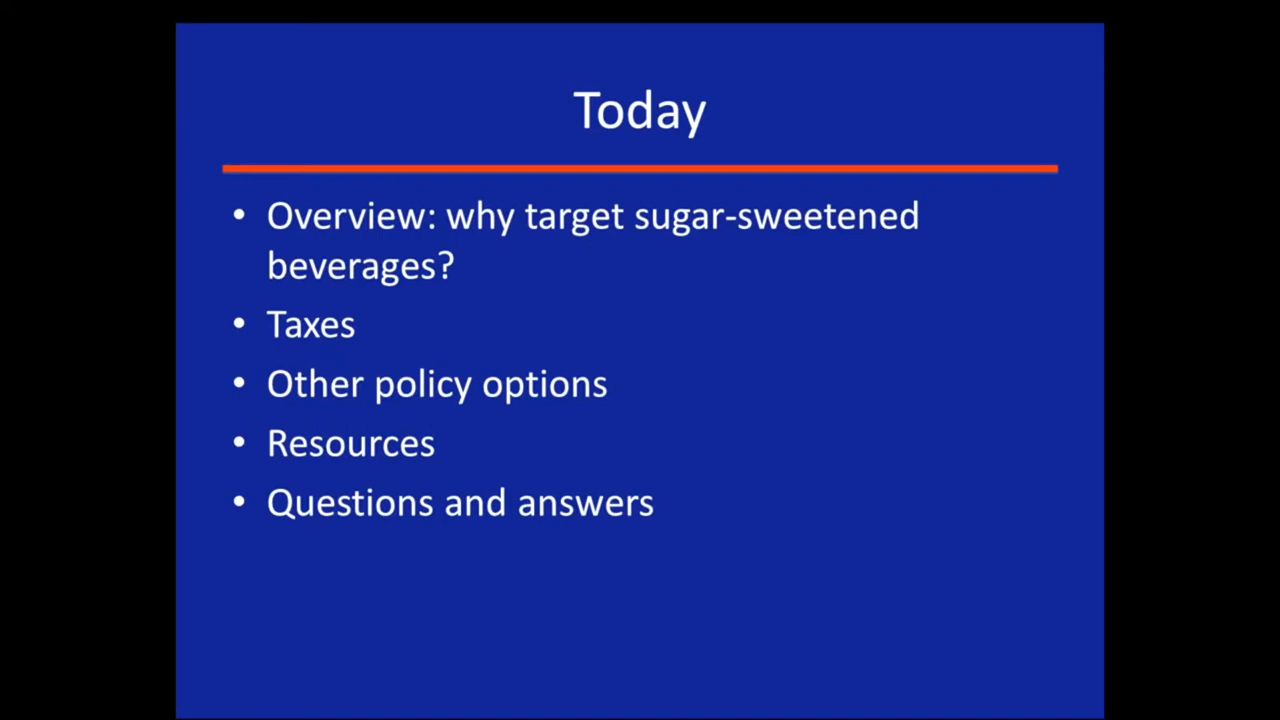 Today
• Overview: why target sugar-sweetened
beverages?
• Taxes
• Other policy options
• Resources
• Questions and answers